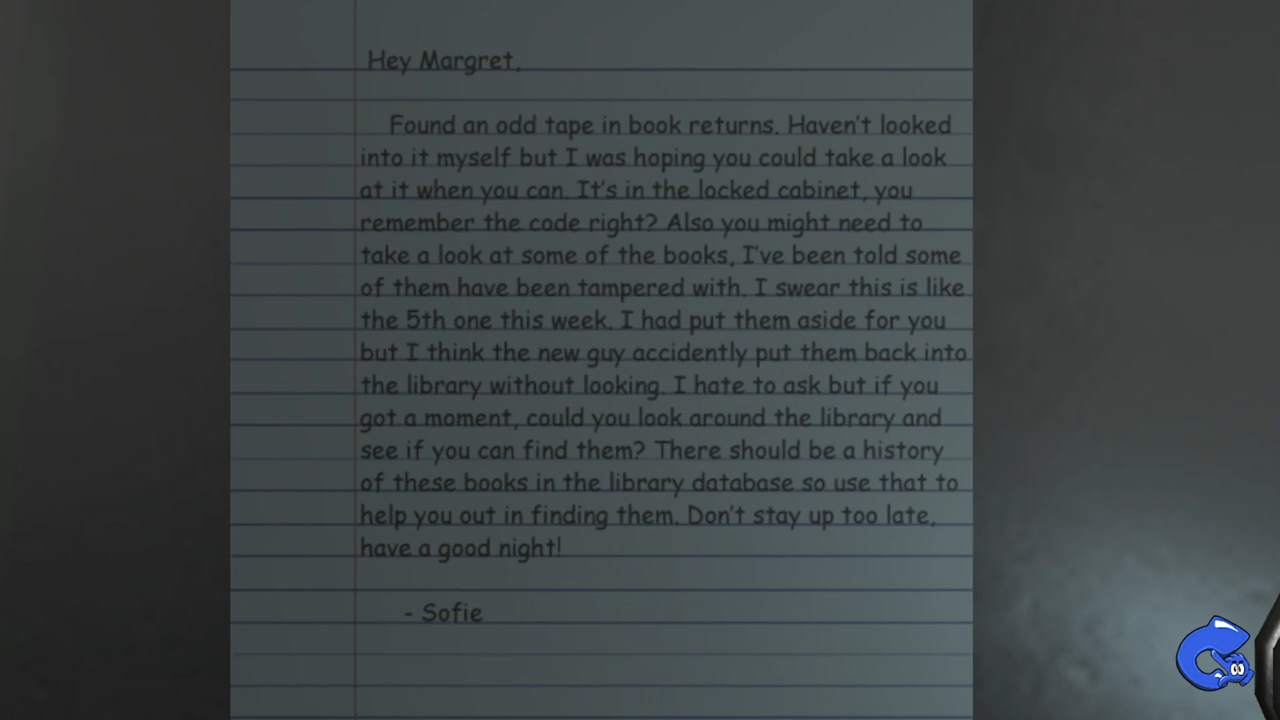 Hey Margret,
Found an odd tape in book returns. Haven't looked
into it myself but I was hoping you could take a look
at it when you can. It's in the locked cabinet, you
remember the code right? Also you might need to
take a look at some of the books, I've been told some
of them have been tampered with. I swear this is like
the 5th one this week. I had put them aside for you
but I think the new guy accidently put them back into
the library without looking. I hate to ask but if you
got a moment, could you look around the library and
see if you can find them? There should be a history
of these books in the library database so use that to
help you out in finding them. Don't stay up too late,
have a good night!
- Sofie